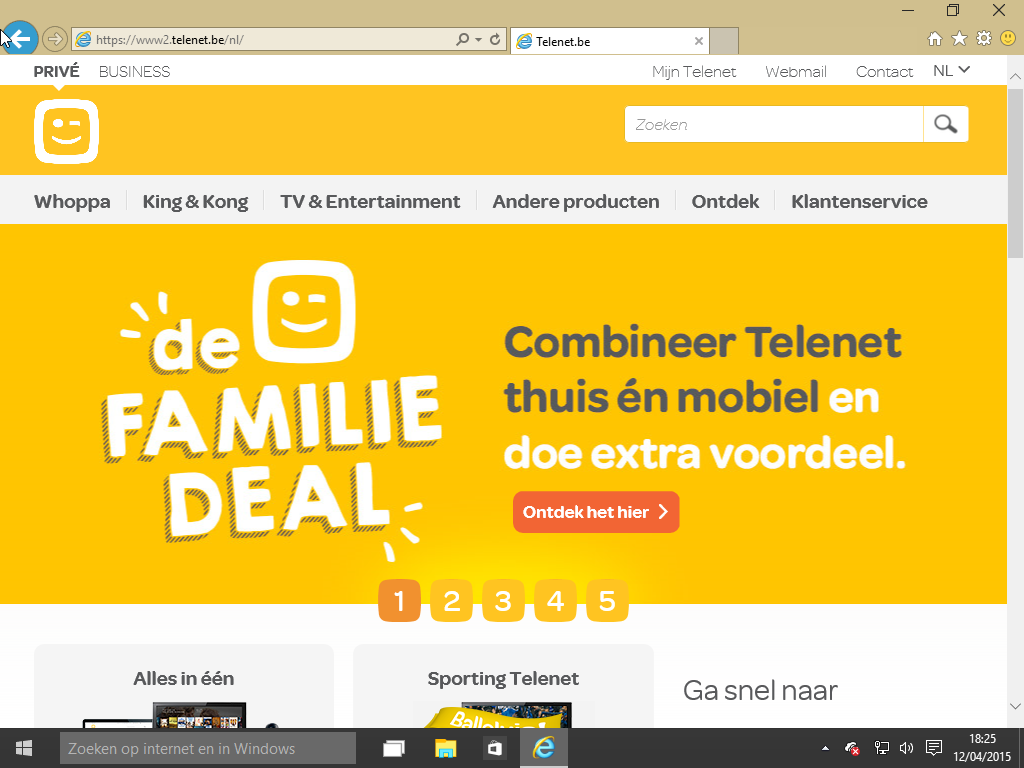 https://www2.telenet.be/nl/
Telenet.be
PRIVÉ BUSINESS
Mijn Telenet Webmail Contact NL
Zoeken
Whoppa King & Kong TV & Entertainment Andere producten Ontdek Klantenservice
de
FAMILIE
DEAL
Combineer Telenet
thuis én mobiel en
doe extra voordeel.
Ontdek het hier
1 2 3 4 5
Alles in één
Sporting Telenet
Ga snel naar
Zoeken op internet en in Windows
18:25
12/04/2015